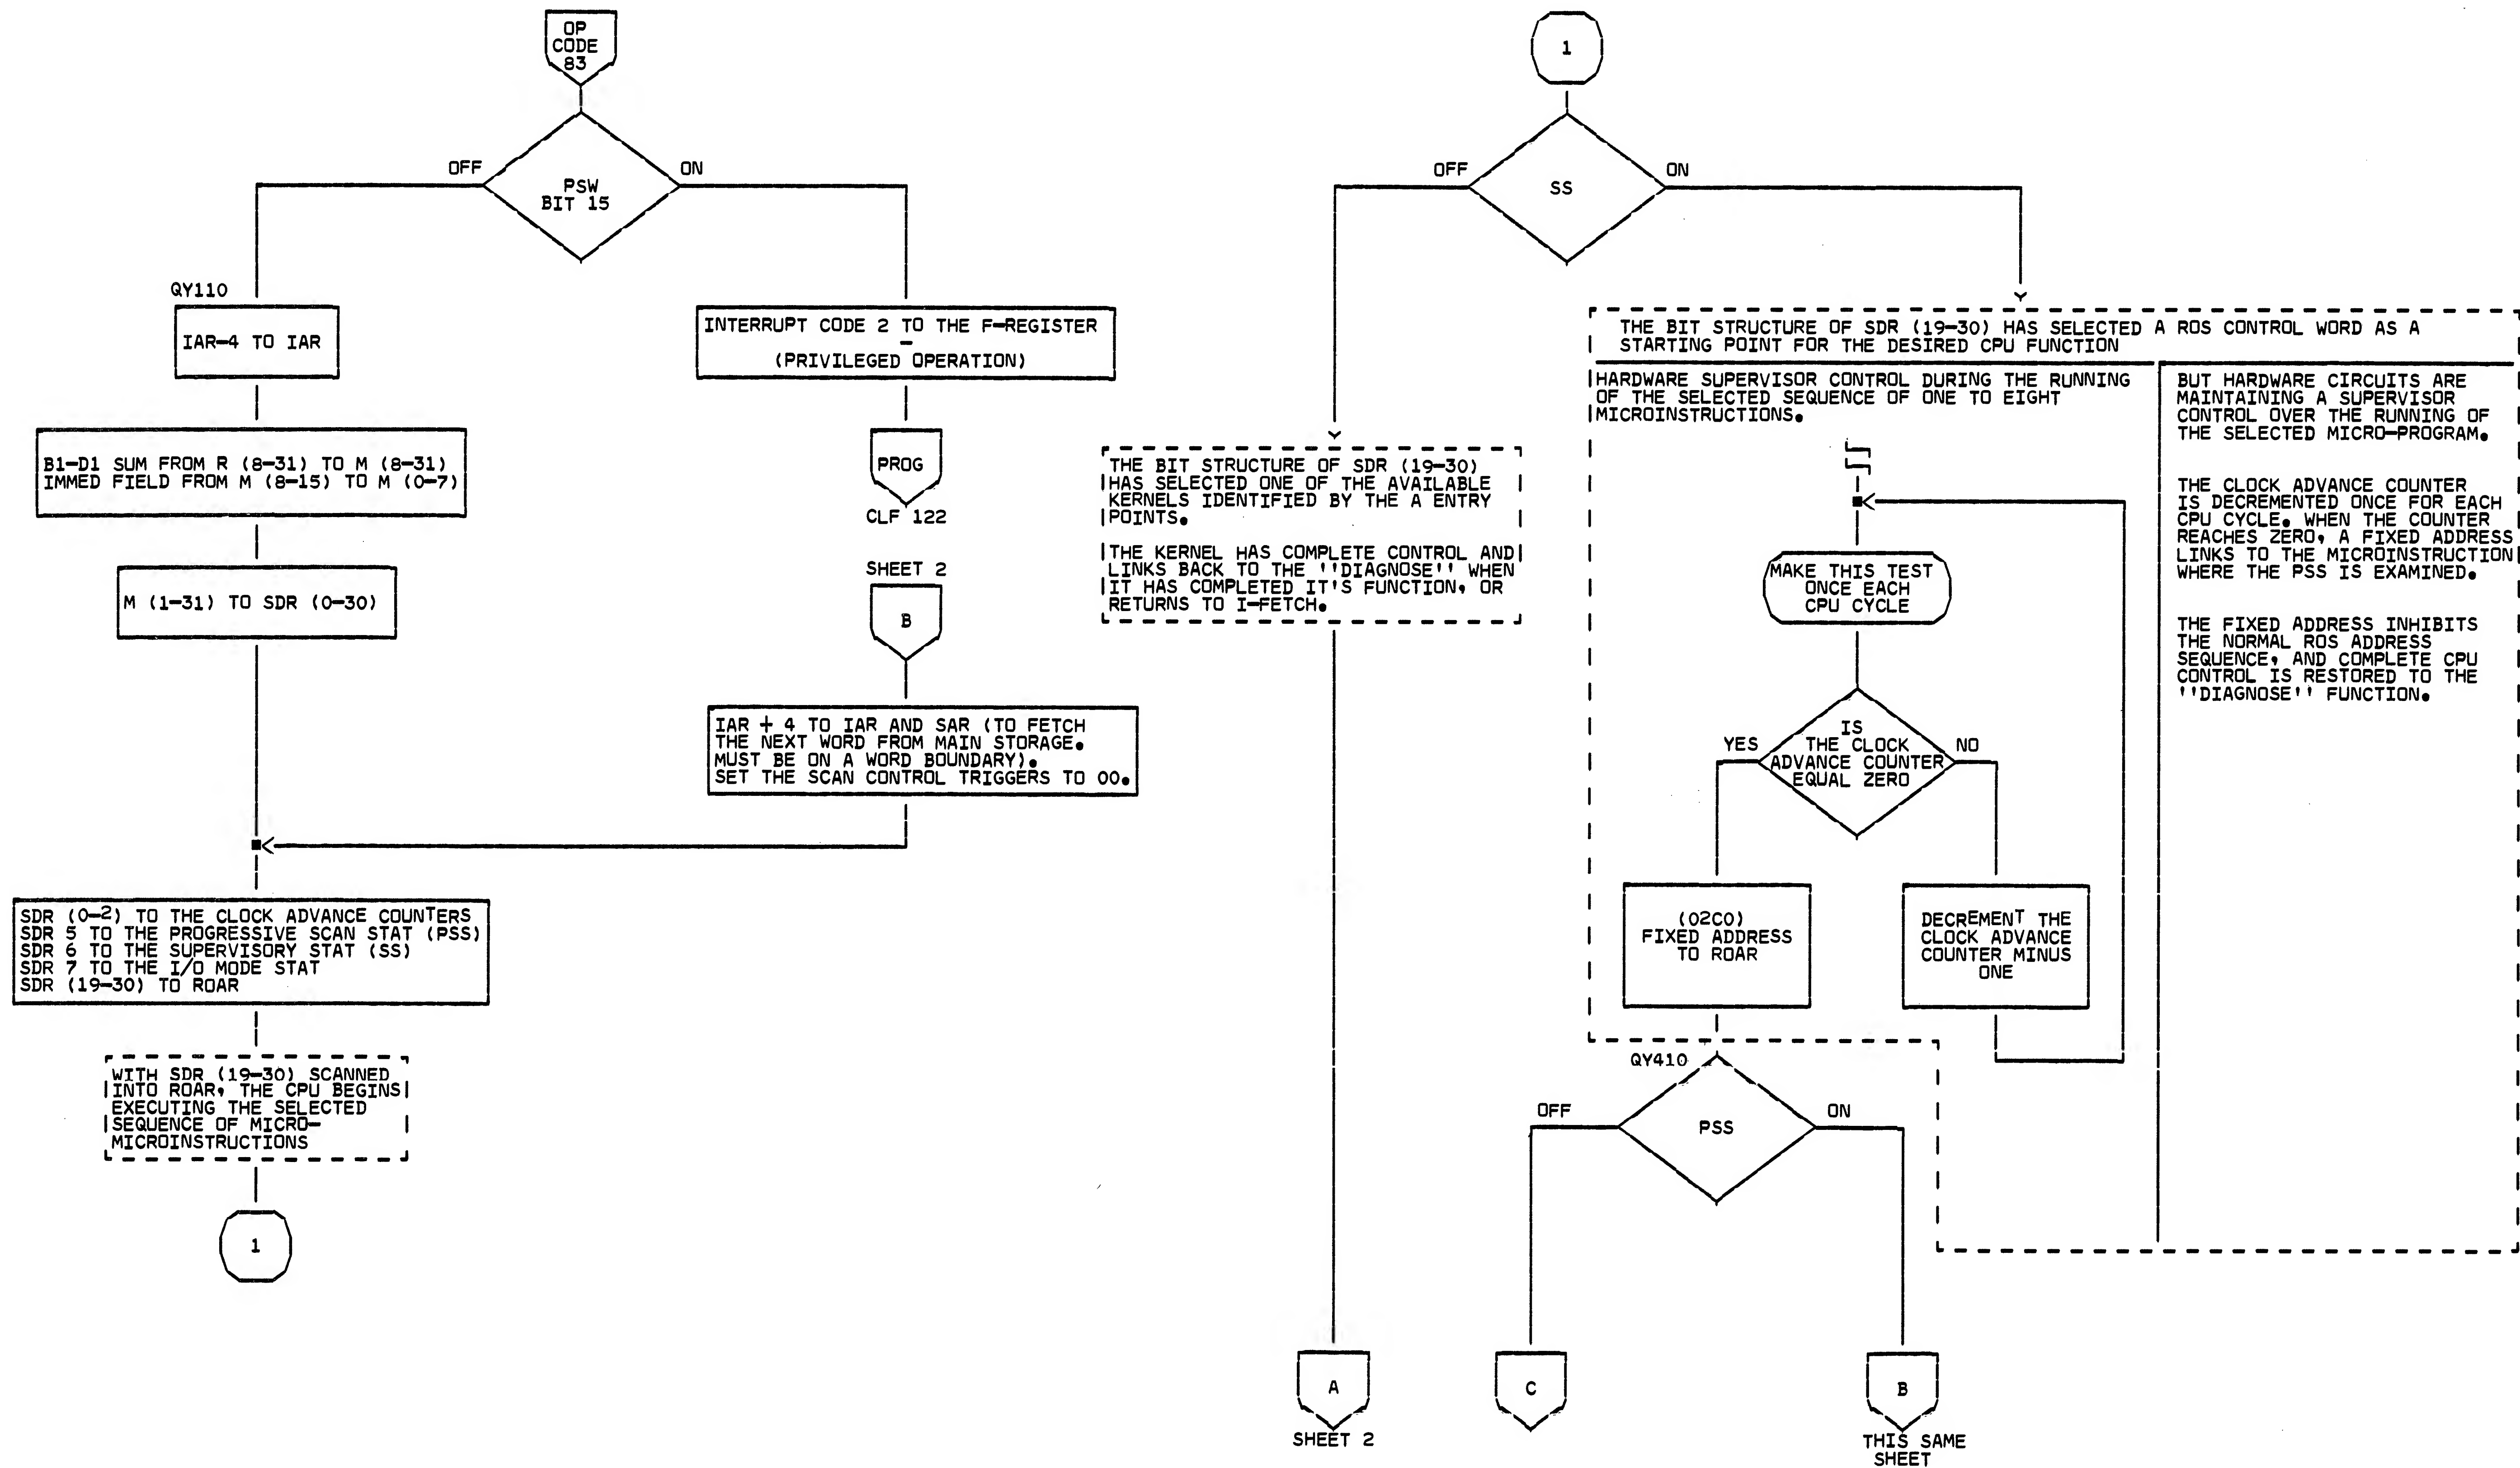 OP
CODE
83
OFF
ON
PSW
BIT 15
QY110
IAR-4 TO IAR
INTERRUPT CODE 2 TO THE F-REGISTER
-
(PRIVILEGED OPERATION)
B1-D1 SUM FROM R (8-31) TO M (8-31)
IMMED FIELD FROM M (8-15) TO M (0-7)
PROG
CLF 122
M (1-31) TO SDR (0-30)
SHEET 2
B
IAR + 4 TO IAR AND SAR (TO FETCH
THE NEXT WORD FROM MAIN STORAGE.
MUST BE ON A WORD BOUNDARY).
SET THE SCAN CONTROL TRIGGERS TO 00.
SDR (0-2) TO THE CLOCK ADVANCE COUNTERS
SDR 5 TO THE PROGRESSIVE SCAN STAT (PSS)
SDR 6 TO THE SUPERVISORY STAT (SS)
SDR 7 TO THE I/O MODE STAT
SDR (19-30) TO ROAR
WITH SDR (19-30) SCANNED
INTO ROAR, THE CPU BEGINS
EXECUTING THE SELECTED
SEQUENCE OF MICRO-
MICROINSTRUCTIONS
1
1
OFF
ON
SS
THE BIT STRUCTURE OF SDR (19-30)
HAS SELECTED ONE OF THE AVAILABLE
KERNELS IDENTIFIED BY THE A ENTRY
POINTS.
THE KERNEL HAS COMPLETE CONTROL AND
LINKS BACK TO THE ''DIAGNOSE'' WHEN
IT HAS COMPLETED IT'S FUNCTION, OR
RETURNS TO I-FETCH.
THE BIT STRUCTURE OF SDR (19-30) HAS SELECTED A ROS CONTROL WORD AS A
STARTING POINT FOR THE DESIRED CPU FUNCTION
HARDWARE SUPERVISOR CONTROL DURING THE RUNNING
OF THE SELECTED SEQUENCE OF ONE TO EIGHT
MICROINSTRUCTIONS.
MAKE THIS TEST
ONCE EACH
CPU CYCLE
IS
THE CLOCK
ADVANCE COUNTER
EQUAL ZERO
YES
NO
(02C0)
FIXED ADDRESS
TO ROAR
DECREMENT THE
CLOCK ADVANCE
COUNTER MINUS
ONE
BUT HARDWARE CIRCUITS ARE
MAINTAINING A SUPERVISOR
CONTROL OVER THE RUNNING OF
THE SELECTED MICRO-PROGRAM.
THE CLOCK ADVANCE COUNTER
IS DECREMENTED ONCE FOR EACH
CPU CYCLE. WHEN THE COUNTER
REACHES ZERO, A FIXED ADDRESS
LINKS TO THE MICROINSTRUCTION
WHERE THE PSS IS EXAMINED.
THE FIXED ADDRESS INHIBITS
THE NORMAL ROS ADDRESS
SEQUENCE, AND COMPLETE CPU
CONTROL IS RESTORED TO THE
''DIAGNOSE'' FUNCTION.
QY410
OFF
ON
PSS
A
SHEET 2
C
B
THIS SAME
SHEET